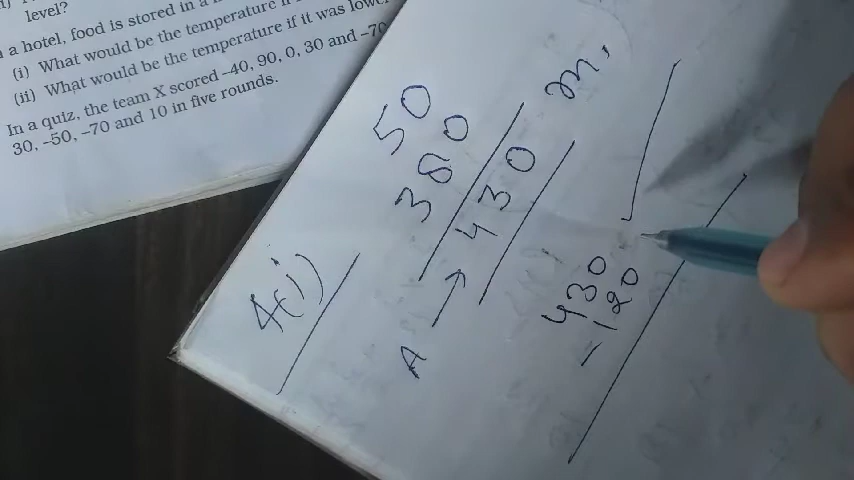 level?
a hotel, food is stored in a
(i) What would be the temperature
(ii) What would be the temperature if it was lower
In a quiz, the team X scored –40, 90, 0, 30 and –70
30, –50, –70 and 10 in five rounds.
4(i)
50
380
A → 430 m,
430
-120